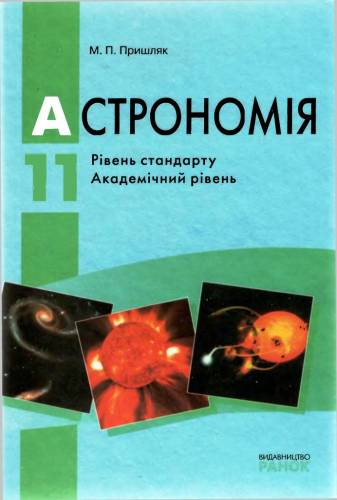 М. П. Пришляк
АСТРОНОМІЯ
11
Рівень стандарту
Академічний рівень
ВИДАВНИЦТВО
РАНОК